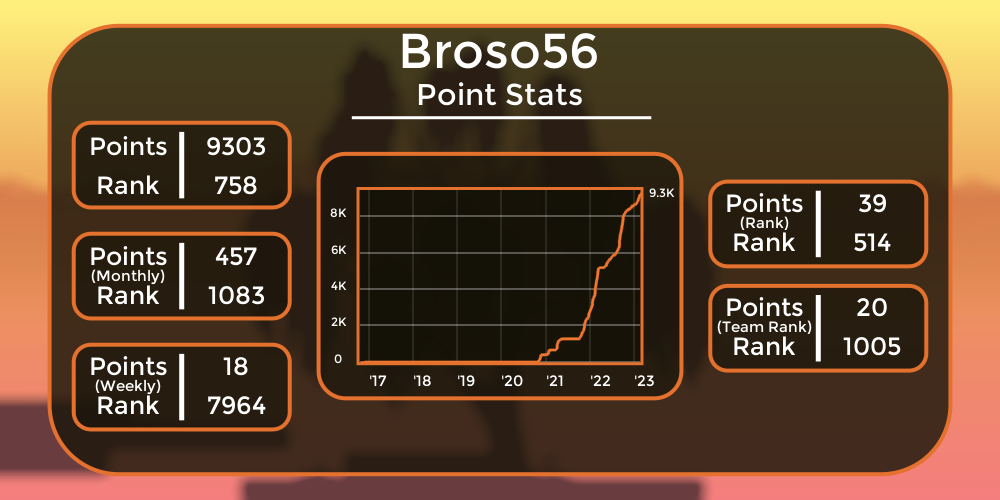 Broso56
Point Stats
Points 9303
Rank 758
Points 457
(Monthly)
Rank 1083
Points 18
(Weekly)
Rank 7964
9.3K
8K
6K
4K
2K
0
'17 '18 '19 '20 '21 '22 '23
Points 39
(Rank)
Rank 514
Points 20
(Team Rank)
Rank 1005